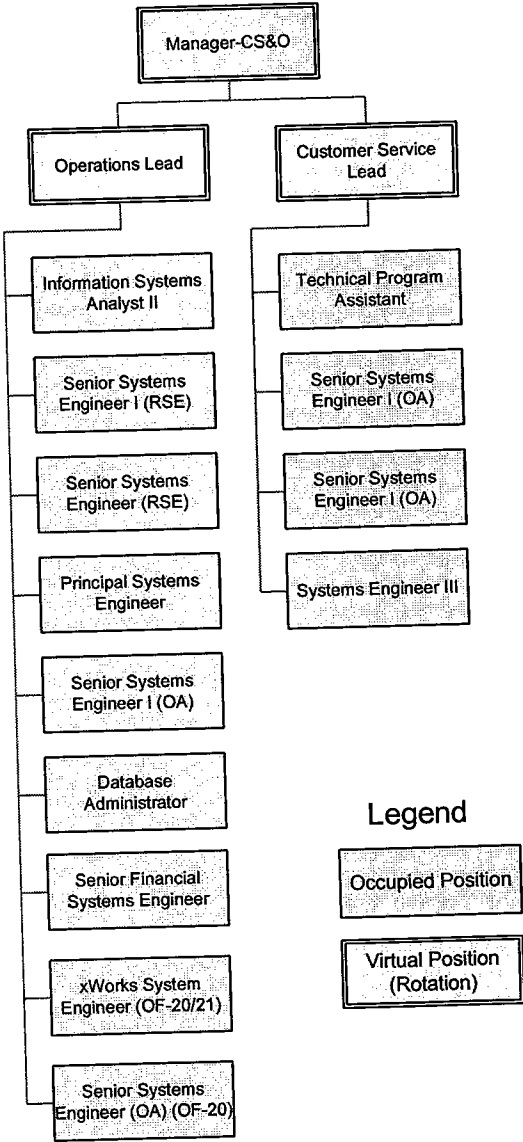 Manager-CS&O
Operations Lead
Customer Service
Lead
Information Systems
Analyst II
Senior Systems
Engineer I (RSE)
Senior Systems
Engineer (RSE)
Principal Systems
Engineer
Senior Systems
Engineer I (OA)
Database
Administrator
Senior Financial
Systems Engineer
xWorks System
Engineer (OF-20/21)
Senior Systems
Engineer (OA) (OF-20)
Technical Program
Assistant
Senior Systems
Engineer I (OA)
Senior Systems
Engineer I (OA)
Systems Engineer III
Legend
Occupied Position
Virtual Position
(Rotation)